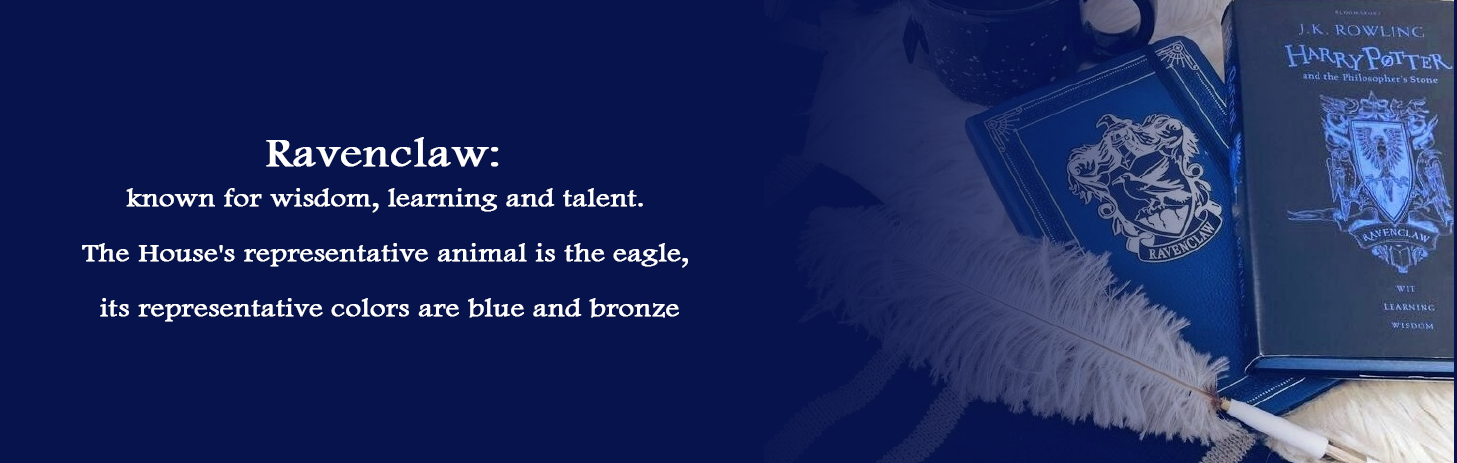 Ravenclaw:
known for wisdom, learning and talent.
The House's representative animal is the eagle,
its representative colors are blue and bronze
RAVENCLAW
BLOOMSBURY
J.K. ROWLING
HARRY POTTER
and the Philosopher's Stone
RAVENCLAW
WIT
LEARNING
WISDOM